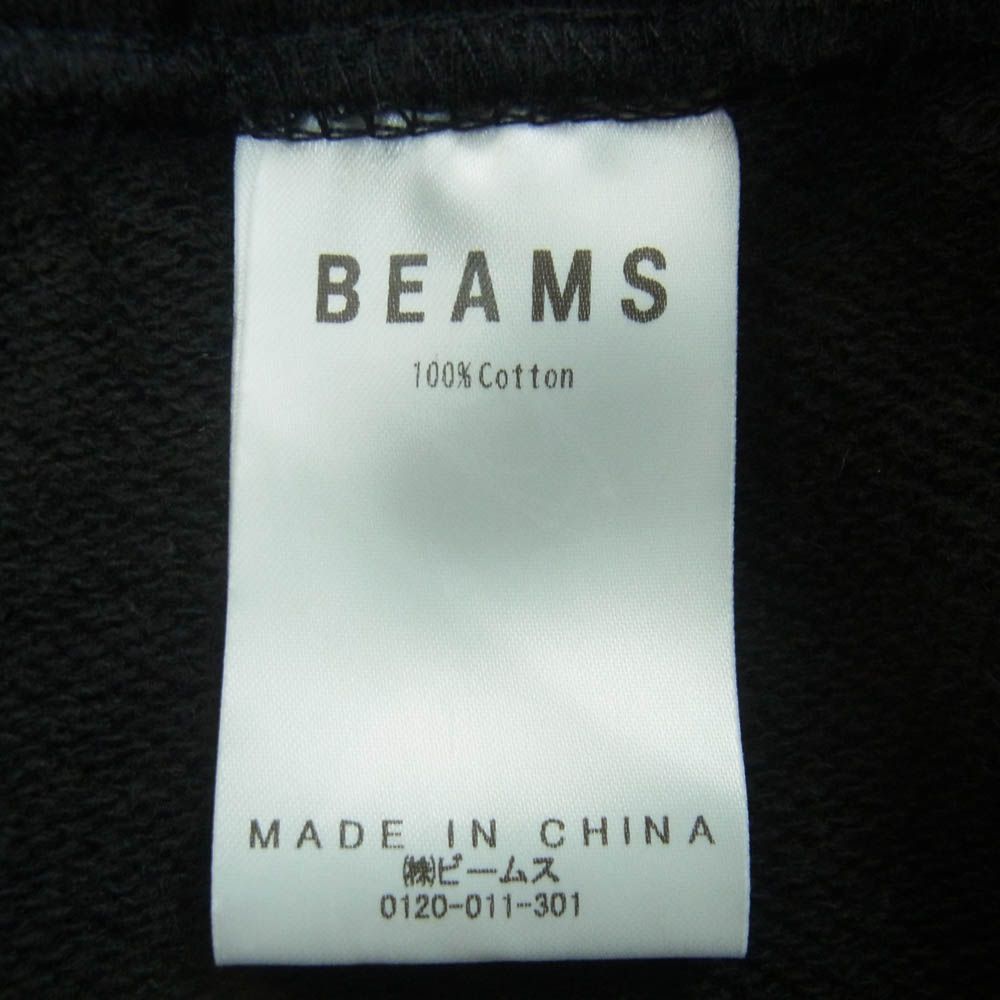 BEAMS
100%Cotton
MADE IN CHINA
㈱ビームス
0120-011-301